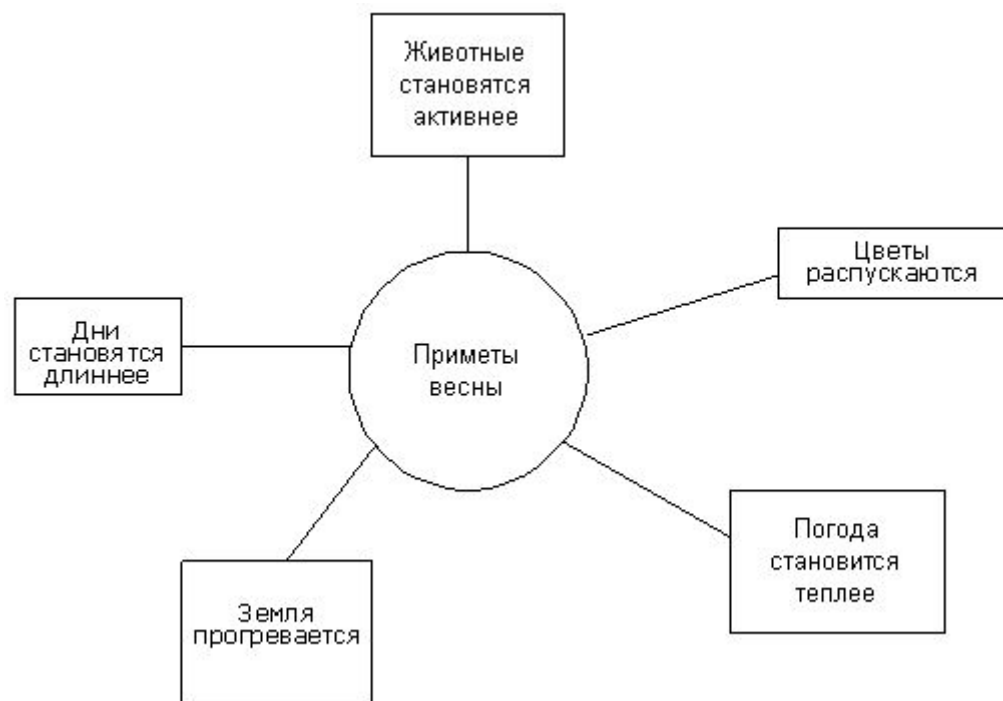 Животные
становятся
активнее
Цветы
распускаются
Дни
становятся
длиннее
Приметы
весны
Погода
становится
теплее
Земля
прогревается